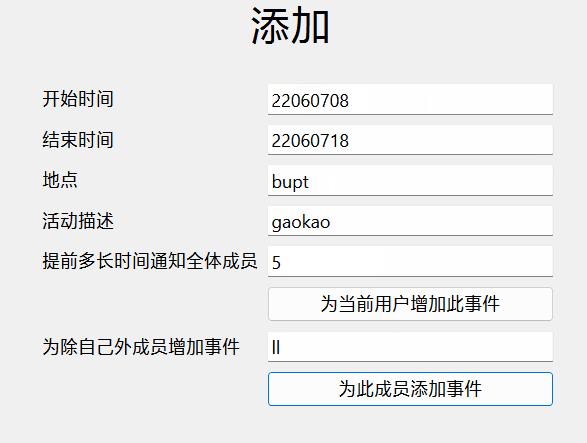 添加
开始时间 22060708
结束时间 22060718
地点 bupt
活动描述 gaokao
提前多长时间通知全体成员 5
为当前用户增加此事件
为除自己外成员增加事件 ll
为此成员添加事件